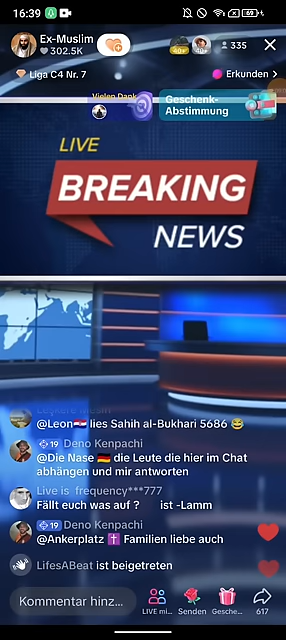 16:39
89
Ex-Muslim
302.5K
40+
40+
335
Liga C4 Nr. 7
Erkunden >
Vielen Dank
Geschenk-
Abstimmung
LIVE
BREAKING
NEWS
@Leon🇭🇷 lies Sahih al-Bukhari 5686 😂
19 Deno Kenpachi
@Die Nase 🇩🇪 die Leute die hier im Chat
abhängen und mir antworten
Live is frequency***777
Fällt euch was auf ? ist -Lamm
19 Deno Kenpachi
@Ankerplatz ✝️ Familien liebe auch
LifesABeat ist beigetreten
Kommentar hinz...
LIVE mi...
Senden
Gesche...
617